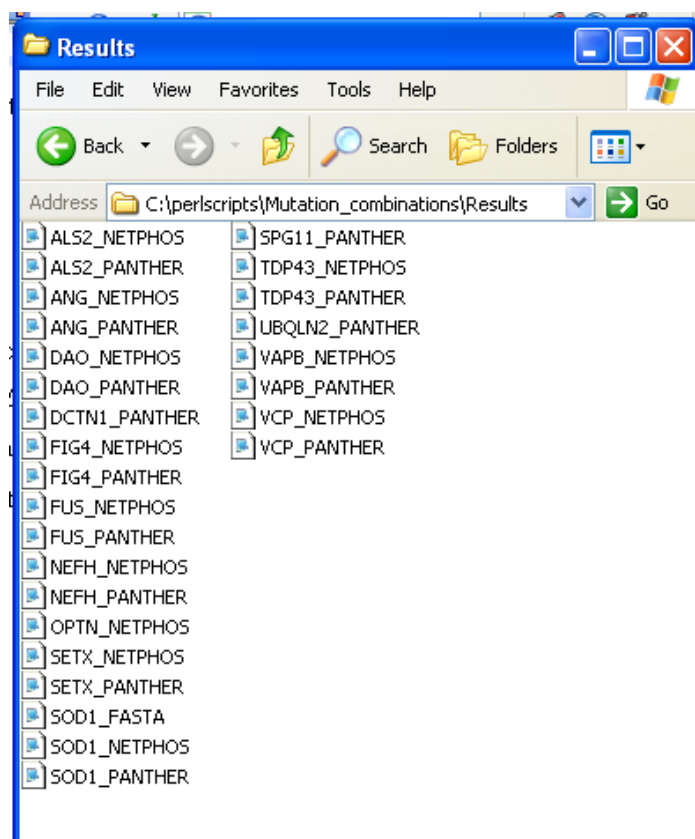 Results
File Edit View Favorites Tools Help
Back Search Folders
Address C:\perlscripts\Mutation_combinations\Results Go
ALS2_NETPHOS
ALS2_PANTHER
ANG_NETPHOS
ANG_PANTHER
DAO_NETPHOS
DAO_PANTHER
DCTN1_PANTHER
FIG4_NETPHOS
FIG4_PANTHER
FUS_NETPHOS
FUS_PANTHER
NEFH_NETPHOS
NEFH_PANTHER
OPTN_NETPHOS
SETX_NETPHOS
SETX_PANTHER
SOD1_FASTA
SOD1_NETPHOS
SOD1_PANTHER
SPG11_PANTHER
TDP43_NETPHOS
TDP43_PANTHER
UBQLN2_PANTHER
VAPB_NETPHOS
VAPB_PANTHER
VCP_NETPHOS
VCP_PANTHER